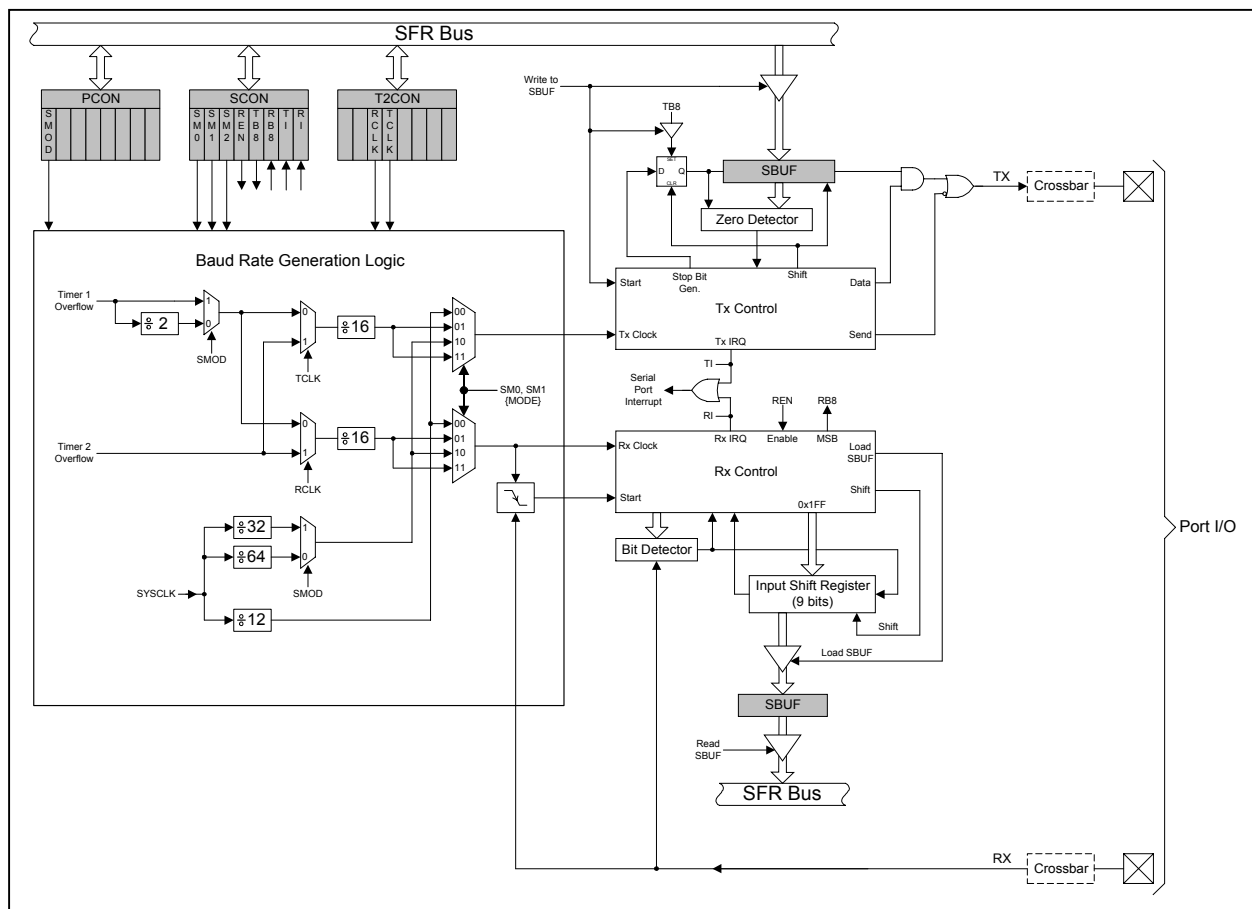 SFR Bus
PCON
SMOD
SCON
SM0
SM1
SM2
REN
TB8
RB8
TI
RI
T2CON
RCLK
TCLK
Write to
SBUF
TB8
SET
D
Q
CLR
SBUF
Zero Detector
TX
Crossbar
Baud Rate Generation Logic
Timer 1
Overflow
÷ 2
1
0
SMOD
0
1
TCLK
÷16
00
01
10
11
SM0, SM1
{MODE}
Timer 2
Overflow
0
1
RCLK
÷16
00
01
10
11
SYSCLK
÷32
÷64
1
0
SMOD
÷12
Start
Stop Bit
Gen.
Shift
Data
Tx Control
Tx Clock
Tx IRQ
Send
TI
Serial
Port
Interrupt
RI
REN
RB8
Rx Clock
Rx IRQ
Enable
MSB
Load
SBUF
Rx Control
Start
Shift
0x1FF
Bit Detector
Input Shift Register
(9 bits)
Shift
Load SBUF
SBUF
Read
SBUF
SFR Bus
RX
Crossbar
Port I/O